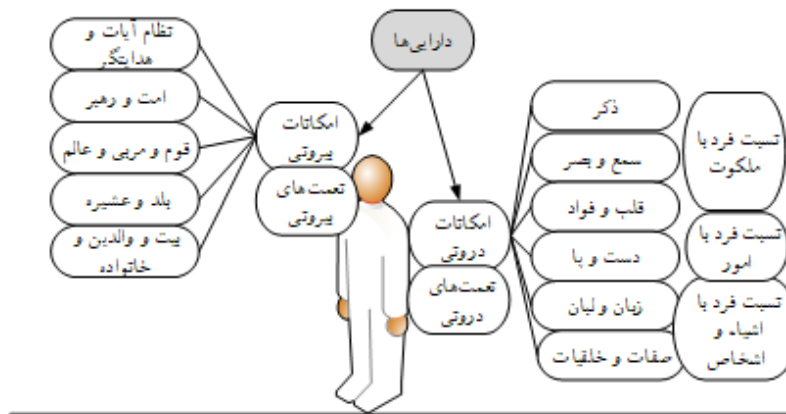 دارایی‌ها
ذکر
سمع و بصر
قلب و فواد
دست و پا
زبان و لبان
صفات و خلقیات
نسبت فرد با
ملکوت
نسبت فرد با
امور
نسبت فرد با
اشیاء و
اشخاص
امکانات
درونی
نعمت‌های
درونی
امکانات
بیرونی
نعمت‌های
بیرونی
نظام آیات و
هدایتگر
امت و رهبر
قوم و مربی و عالم
بلد و عشیره
بیت و والدین و
خانواده